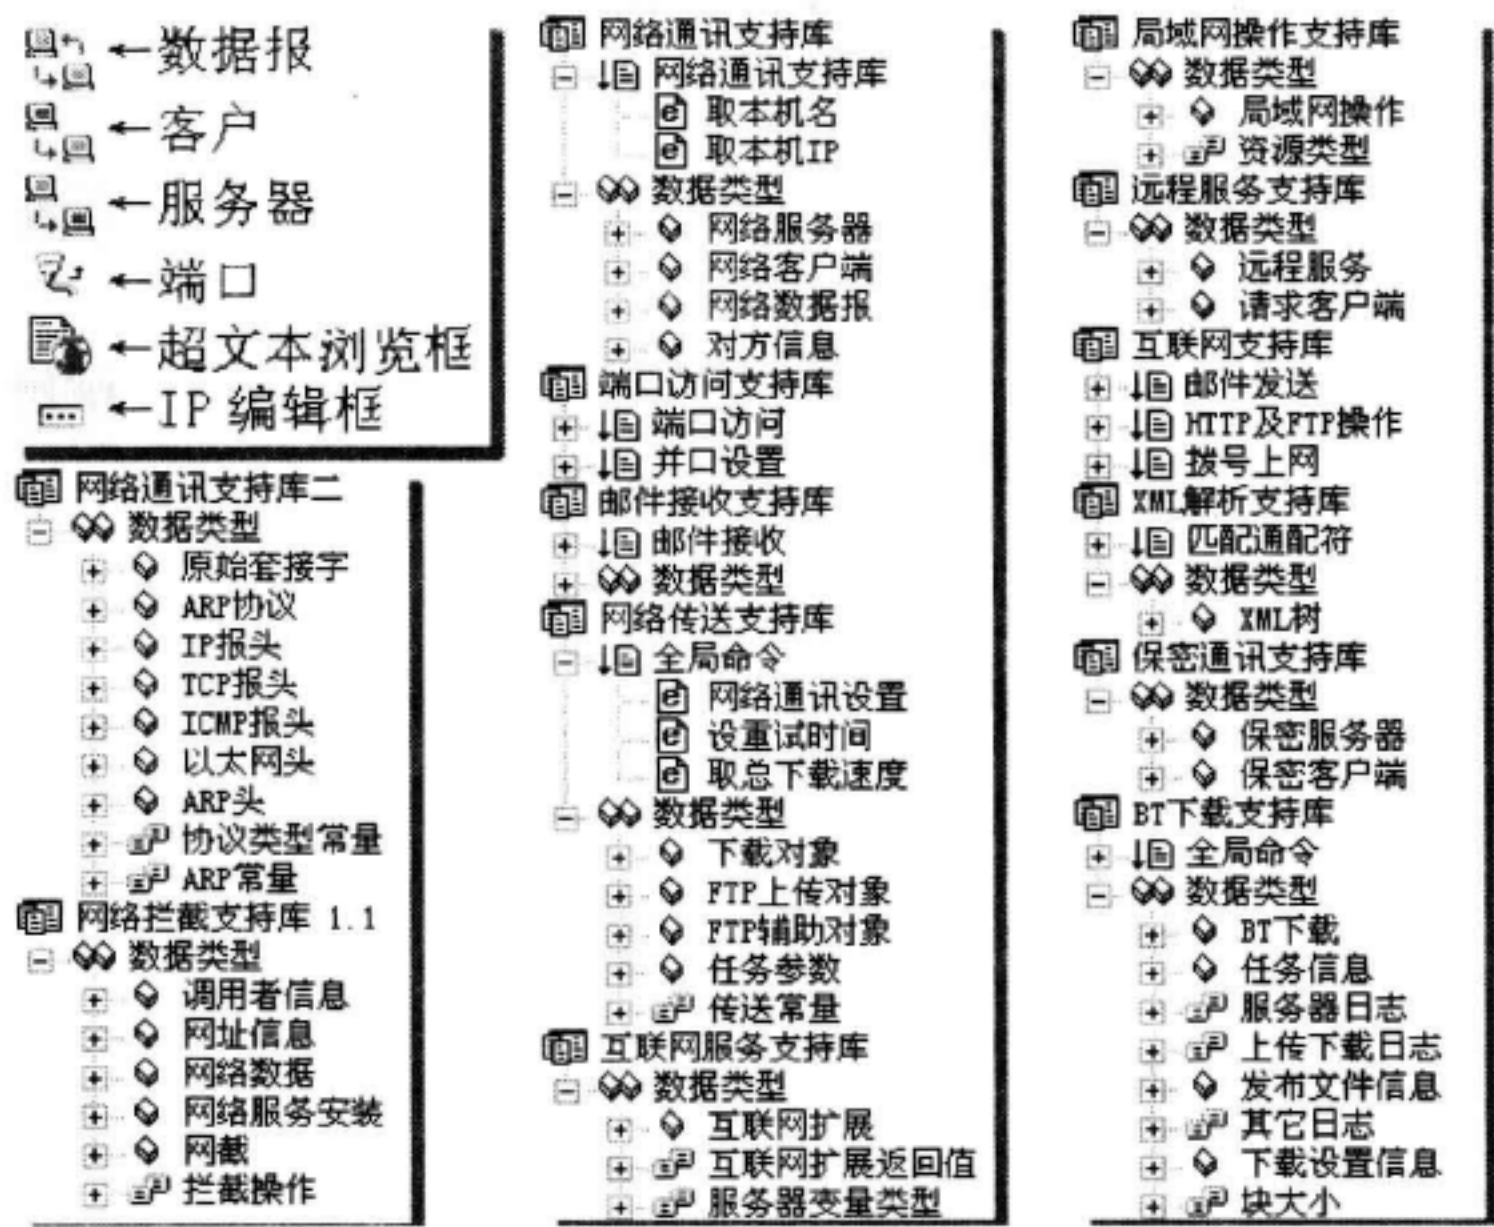 ←数据报
←客户
←服务器
←端口
←超文本浏览框
←IP 编辑框
网络通讯支持库二
数据类型
原始套接字
ARP协议
IP报头
TCP报头
ICMP报头
以太网头
ARP头
协议类型常量
ARP常量
网络拦截支持库 1.1
数据类型
调用者信息
网址信息
网络数据
网络服务安装
网截
拦截操作
网络通讯支持库
网络通讯支持库
取本机名
取本机IP
数据类型
网络服务器
网络客户端
网络数据报
对方信息
端口访问支持库
端口访问
并口设置
邮件接收支持库
邮件接收
数据类型
网络传送支持库
全局命令
网络通讯设置
设重试时间
取总下载速度
数据类型
下载对象
FTP上传对象
FTP辅助对象
任务参数
传送常量
互联网服务支持库
数据类型
互联网扩展
互联网扩展返回值
服务器变量类型
局域网操作支持库
数据类型
局域网操作
资源类型
远程服务支持库
数据类型
远程服务
请求客户端
互联网支持库
邮件发送
HTTP及FTP操作
拨号上网
XML解析支持库
匹配通配符
数据类型
XML树
保密通讯支持库
数据类型
保密服务器
保密客户端
BT下载支持库
全局命令
数据类型
BT下载
任务信息
服务器日志
上传下载日志
发布文件信息
其它日志
下载设置信息
块大小